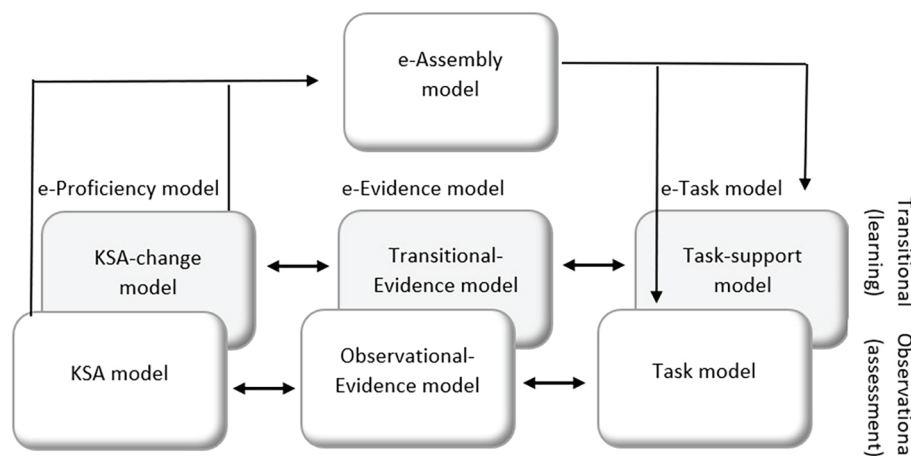 e-Assembly
model
e-Proficiency model
e-Evidence model
e-Task model
KSA-change
model
Transitional-
Evidence model
Task-support
model
Transitional
(learning)
KSA model
Observational-
Evidence model
Task model
Observationa
(assessment)